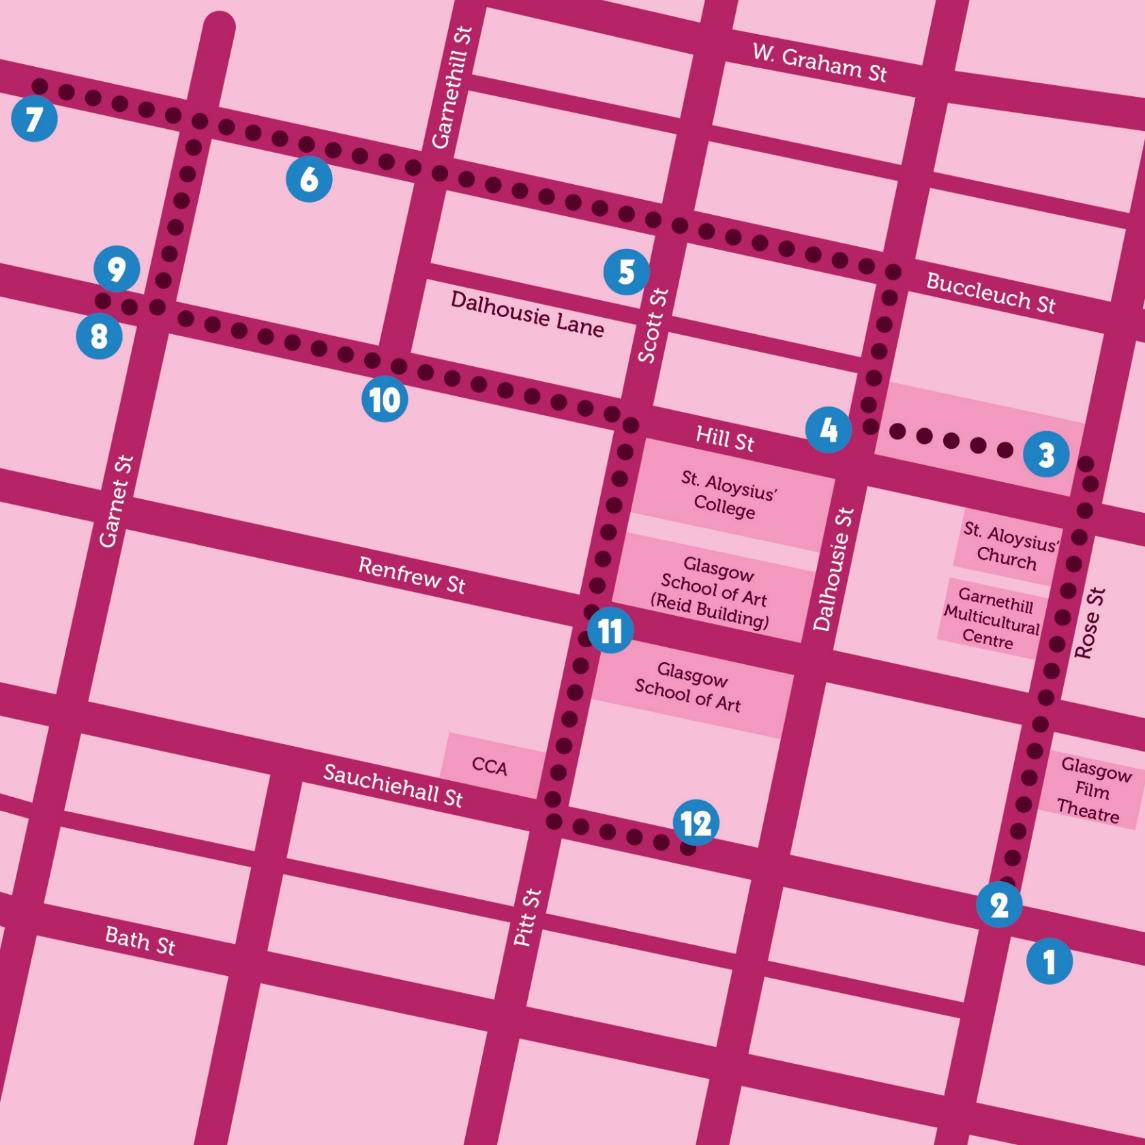 W. Graham St
Garnethill St
7
6
9
8
5
Buccleuch St
Dalhousie Lane
Scott St
10
4
3
Hill St
St. Aloysius'
College
St. Aloysius'
Church
Garnet St
Renfrew St
Glasgow
School of Art
(Reid Building)
Dalhousie St
Garnethill
Multicultural
Centre
Rose St
11
Glasgow
School of Art
CCA
Sauchiehall St
12
Glasgow
Film
Theatre
2
1
Pitt St
Bath St